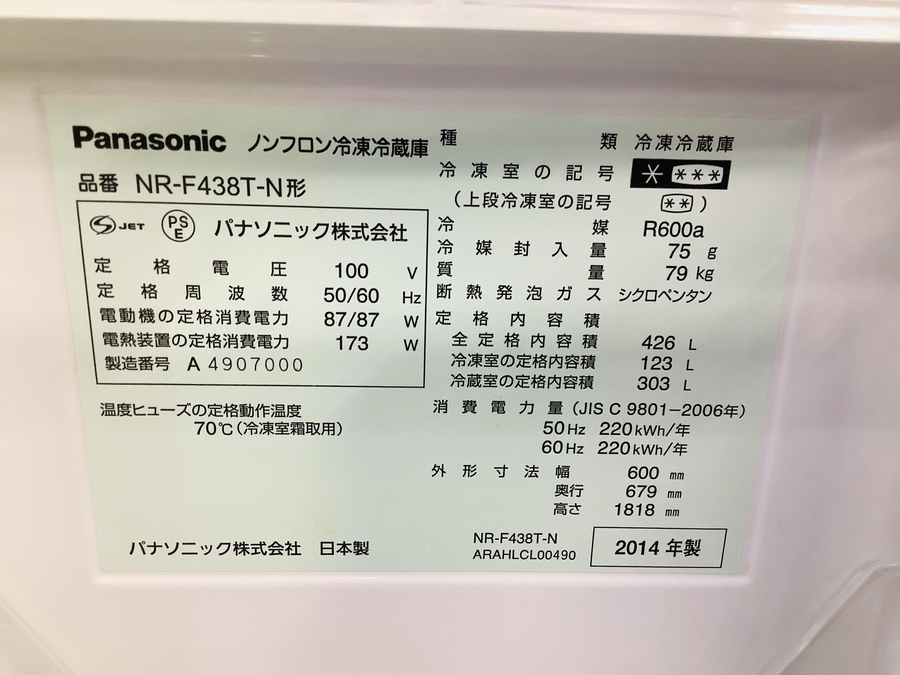 Panasonic ノンフロン冷凍冷蔵庫
品番 NR-F438T-N形
JET PSE パナソニック株式会社
定格電圧 100 V
定格周波数 50/60 Hz
電動機の定格消費電力 87/87 W
電熱装置の定格消費電力 173 W
製造番号 A 4907000
温度ヒューズの定格動作温度
70℃(冷凍室霜取用)
パナソニック株式会社 日本製
種類 冷凍冷蔵庫
冷凍室の記号 * ***
(上段冷凍室の記号 ** )
冷媒 R600a
冷媒封入量 75 g
質量 79 kg
断熱発泡ガス シクロペンタン
定格内容積
全定格内容積 426 L
冷凍室の定格内容積 123 L
冷蔵室の定格内容積 303 L
消費電力量 (JIS C 9801-2006年)
50Hz 220kWh/年
60Hz 220kWh/年
外形寸法幅 600 mm
奥行 679 mm
高さ 1818 mm
NR-F438T-N
ARAHLCL00490
2014年製